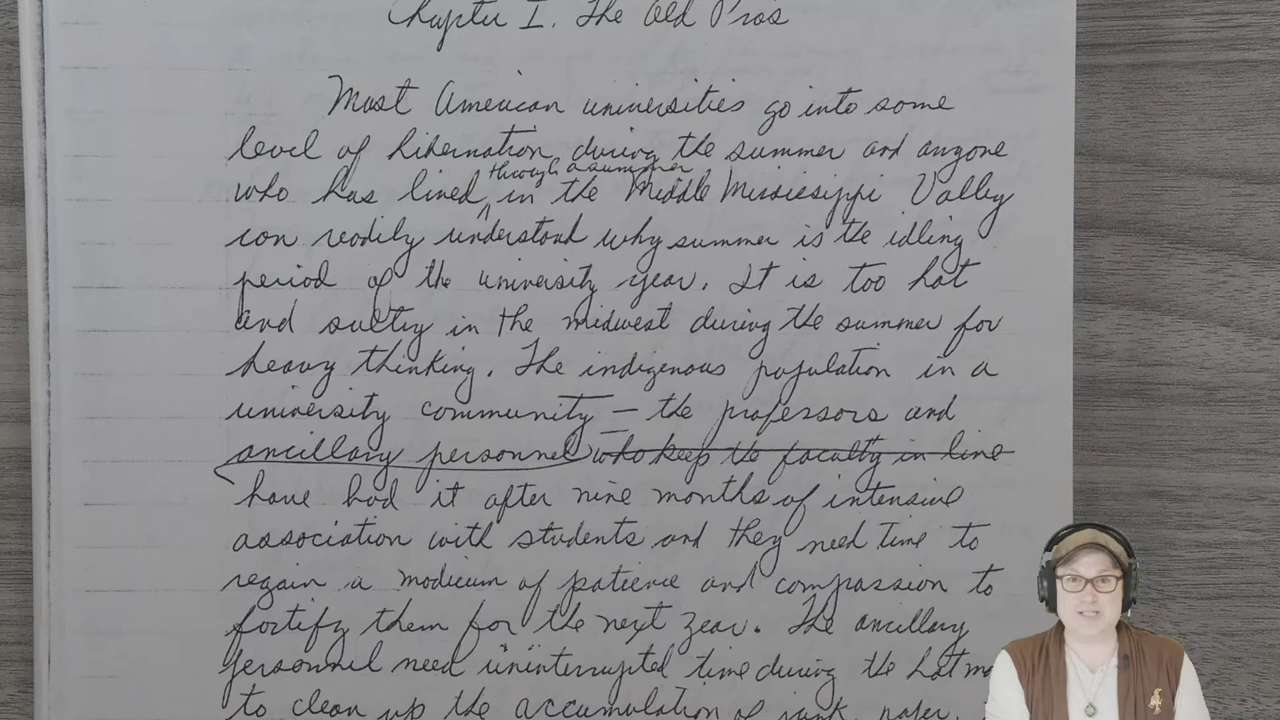 Chapter I. The Old Pros
Most American universities go into some
level of hibernation during the summer and anyone
through a summer
who has lived in the Middle Mississippi Valley
can readily understand why summer is the idling
period of the university year. It is too hot
and sultry in the midwest during the summer for
heavy thinking. The indigenous population in a
university community — the professors and
ancillary personnel who keep the faculty in line
have had it after nine months of intensive
association with students and they need time to
regain a modicum of patience and compassion to
fortify them for the next year. The ancillary
personnel need uninterrupted time during the hot
to clean up the accumulation of junk, paper,